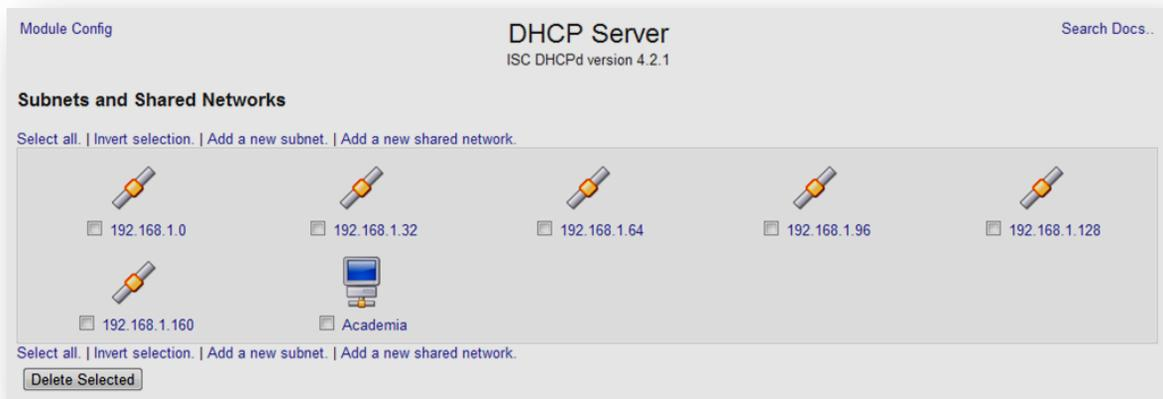 Module Config
DHCP Server
Search Docs..
ISC DHCPd version 4.2.1
Subnets and Shared Networks
Select all. | Invert selection. | Add a new subnet. | Add a new shared network.
192.168.1.0 192.168.1.32 192.168.1.64 192.168.1.96 192.168.1.128
192.168.1.160 Academia
Select all. | Invert selection. | Add a new subnet. | Add a new shared network.
Delete Selected